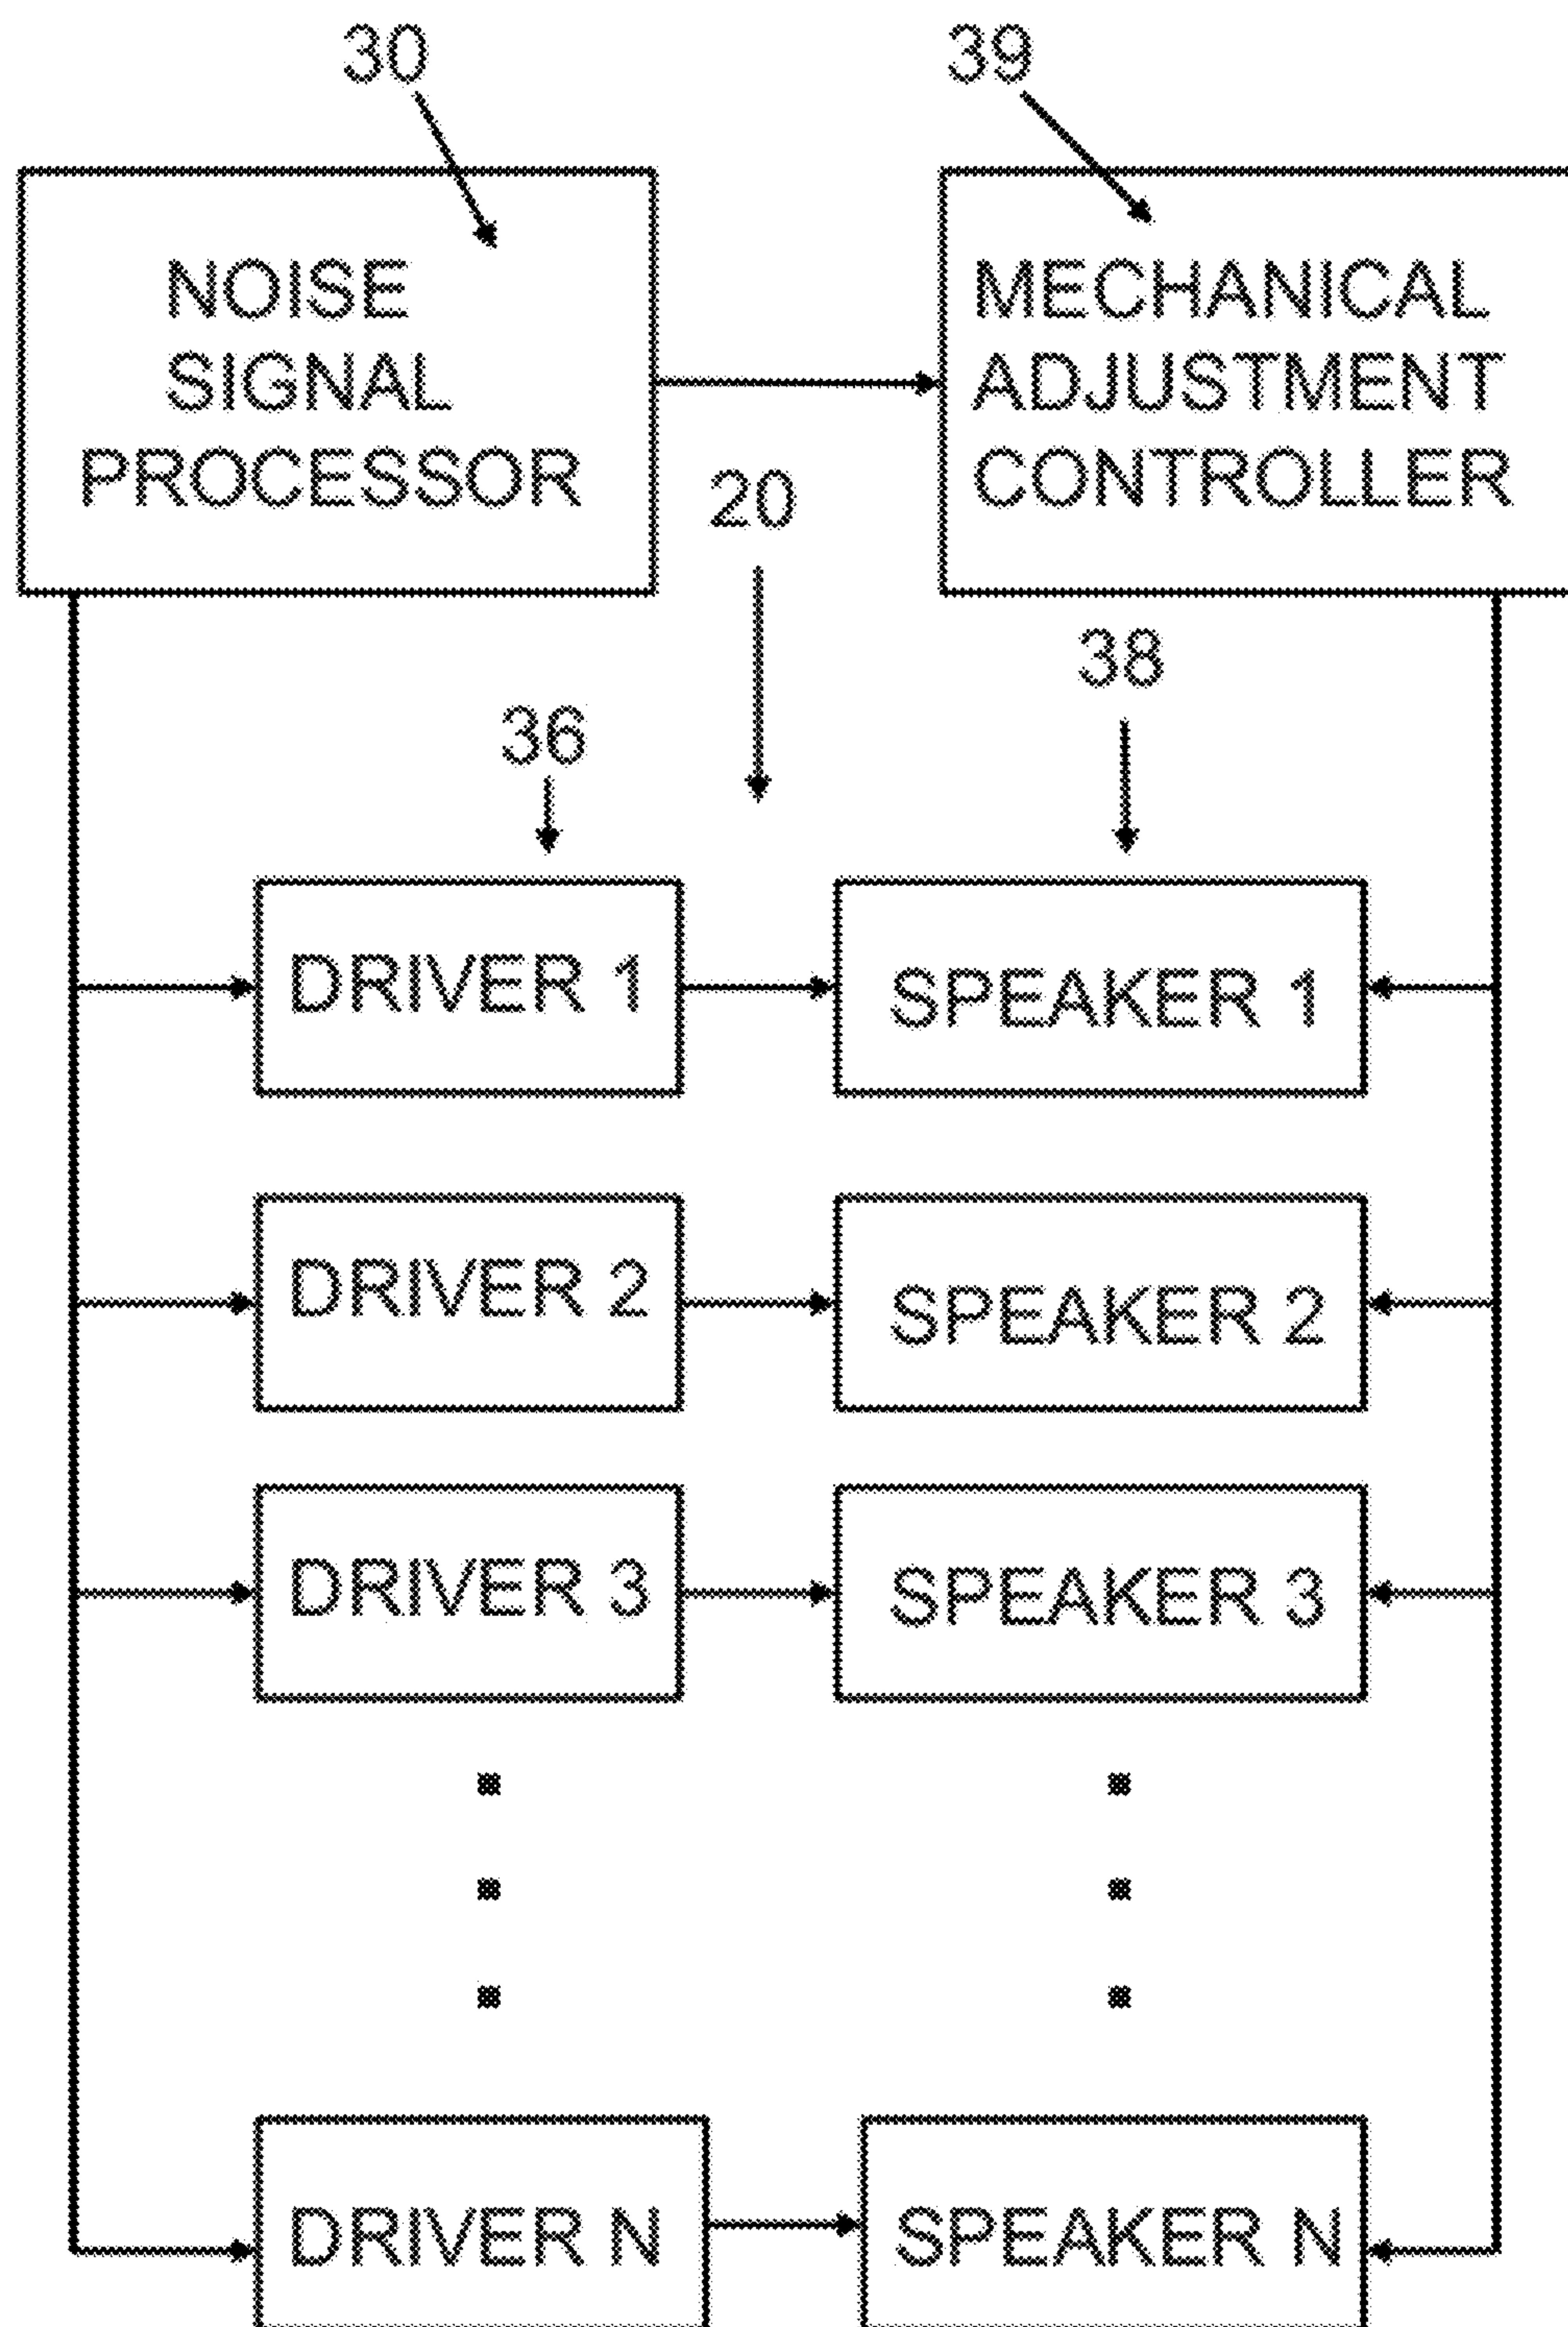 30
39
NOISE
SIGNAL
PROCESSOR
MECHANICAL
ADJUSTMENT
CONTROLLER
20
38
36
DRIVER 1
SPEAKER 1
DRIVER 2
SPEAKER 2
DRIVER 3
SPEAKER 3
DRIVER N
SPEAKER N